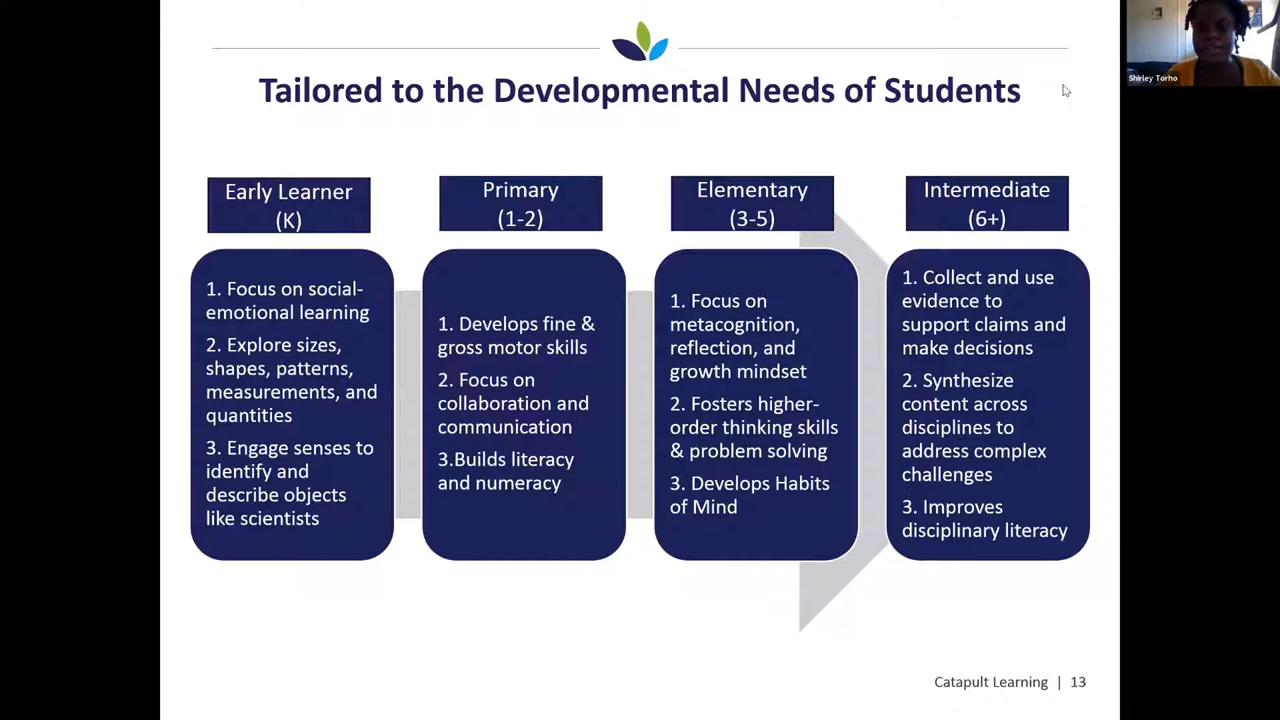 Tailored to the Developmental Needs of Students
Shirley Torho
Early Learner
(K)
1. Focus on social-
emotional learning
2. Explore sizes,
shapes, patterns,
measurements, and
quantities
3. Engage senses to
identify and
describe objects
like scientists
Primary
(1-2)
1. Develops fine &
gross motor skills
2. Focus on
collaboration and
communication
3.Builds literacy
and numeracy
Elementary
(3-5)
1. Focus on
metacognition,
reflection, and
growth mindset
2. Fosters higher-
order thinking skills
& problem solving
3. Develops Habits
of Mind
Intermediate
(6+)
1. Collect and use
evidence to
support claims and
make decisions
2. Synthesize
content across
disciplines to
address complex
challenges
3. Improves
disciplinary literacy
Catapult Learning | 13